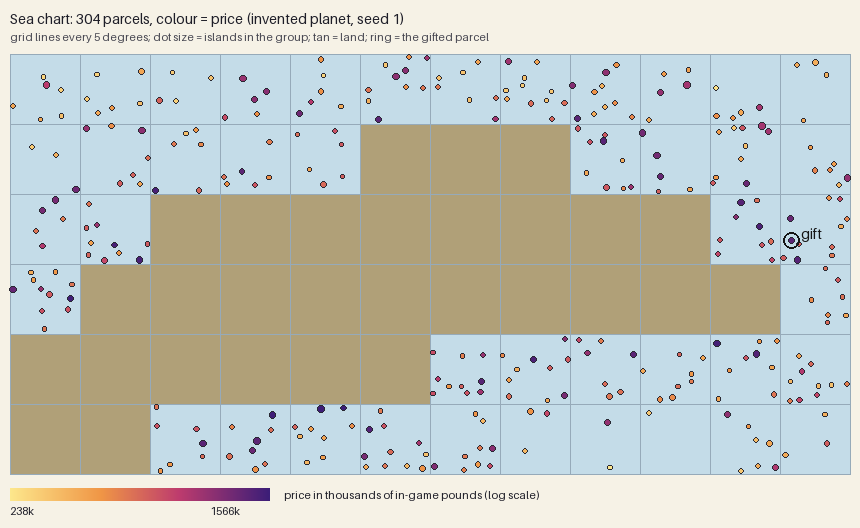 Sea chart: 304 parcels, colour = price (invented planet, seed 1)
grid lines every 5 degrees; dot size = islands in the group; tan = land; ring = the gifted parcel
gift
price in thousands of in-game pounds (log scale)
238k 1566k